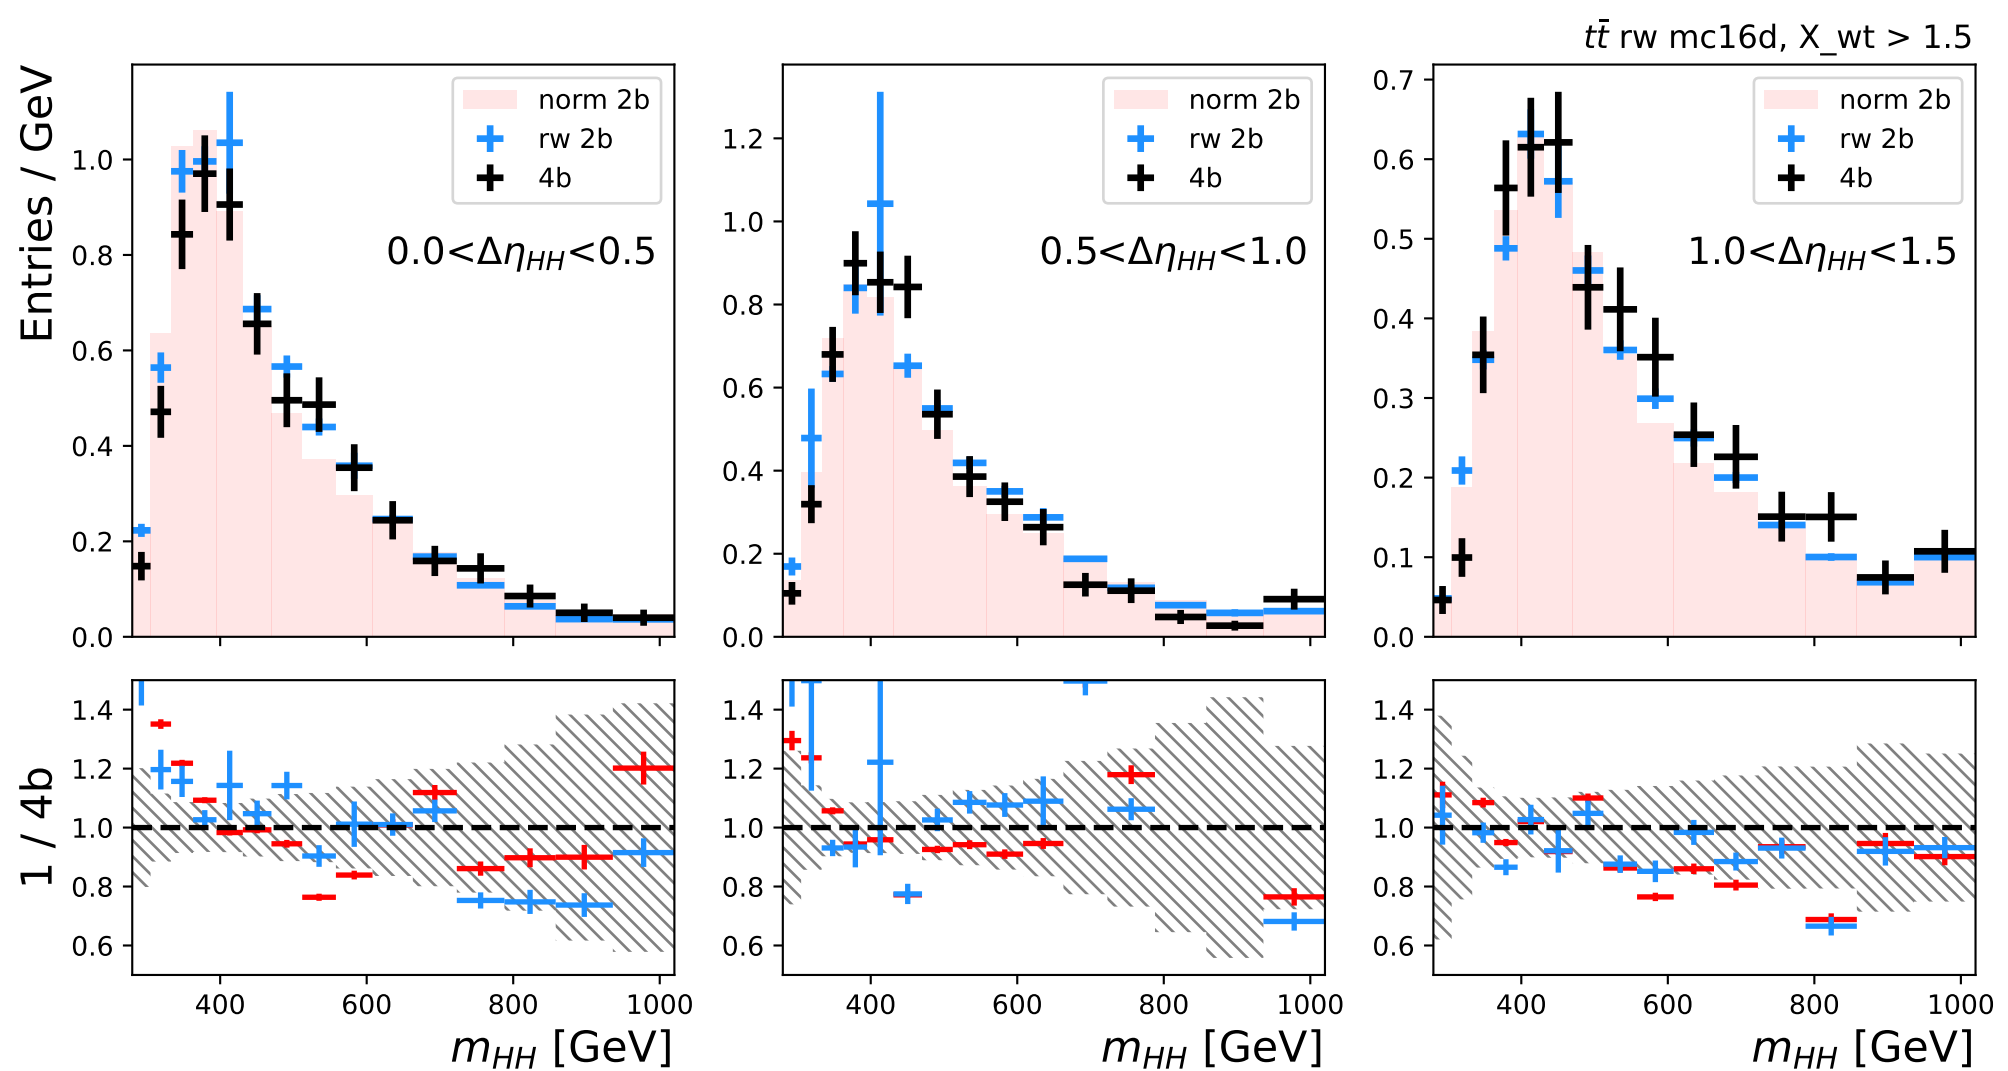 tt̄ rw mc16d, X_wt > 1.5
Entries / GeV
0.0
0.2
0.4
0.6
0.8
1.0
norm 2b
rw 2b
4b
0.0<Δη_HH<0.5
0.0
0.2
0.4
0.6
0.8
1.0
1.2
norm 2b
rw 2b
4b
0.5<Δη_HH<1.0
0.0
0.1
0.2
0.3
0.4
0.5
0.6
0.7
norm 2b
rw 2b
4b
1.0<Δη_HH<1.5
1 / 4b
0.6
0.8
1.0
1.2
1.4
400 600 800 1000
m_HH [GeV]
0.6
0.8
1.0
1.2
1.4
400 600 800 1000
m_HH [GeV]
0.6
0.8
1.0
1.2
1.4
400 600 800 1000
m_HH [GeV]